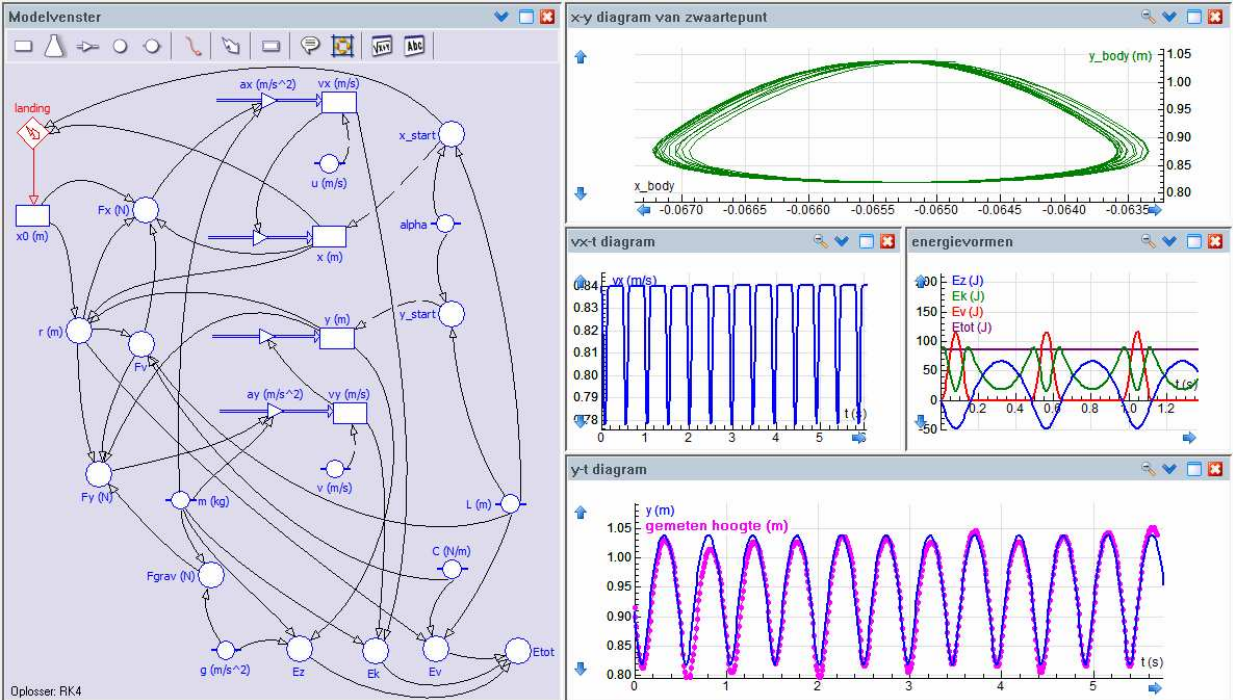 Modelvenster
landing
ax (m/s^2)
vx (m/s)
x_start
u (m/s)
x0 (m)
Fx (N)
alpha
x (m)
y_start
r (m)
Fv
y (m)
ay (m/s^2)
vy (m/s)
v (m/s)
Fy (N)
m (kg)
L (m)
C (N/m)
Fgrav (N)
g (m/s^2)
Ez
Ek
Ev
Etot
Oplosser: RK4
x-y diagram van zwaartepunt
y_body (m)
1.05
1.00
0.95
0.90
0.85
0.80
x_body
-0.0670 -0.0665 -0.0660 -0.0655 -0.0650 -0.0645 -0.0640 -0.0635
vx-t diagram
vx (m/s)
0.84
0.83
0.82
0.81
0.80
0.79
0.78
t (s)
0 1 2 3 4 5 6
energievormen
Ez (J)
Ek (J)
Ev (J)
Etot (J)
200
150
100
50
0
-50
t (s)
0.2 0.4 0.6 0.8 1.0 1.2
y-t diagram
y (m)
gemeten hoogte (m)
1.05
1.00
0.95
0.90
0.85
0.80
t (s)
0 1 2 3 4 5